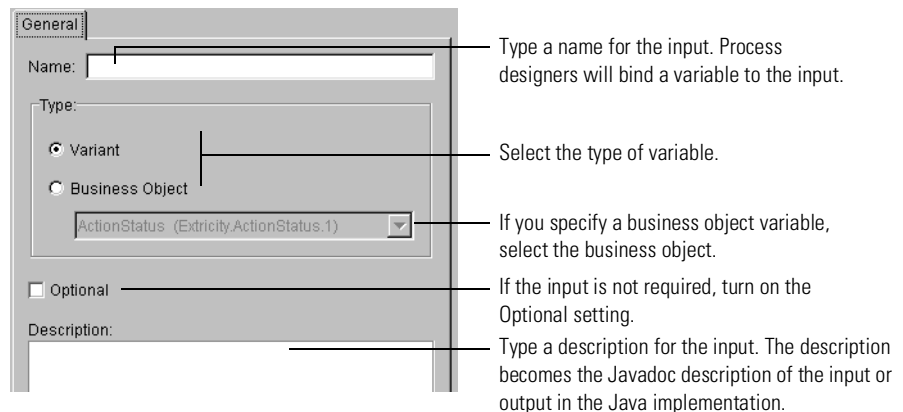 General
Name:
Type a name for the input. Process
designers will bind a variable to the input.
Type:
Variant
Select the type of variable.
Business Object
ActionStatus (Extricity.ActionStatus.1)
If you specify a business object variable,
select the business object.
Optional
If the input is not required, turn on the
Optional setting.
Description:
Type a description for the input. The description
becomes the Javadoc description of the input or
output in the Java implementation.